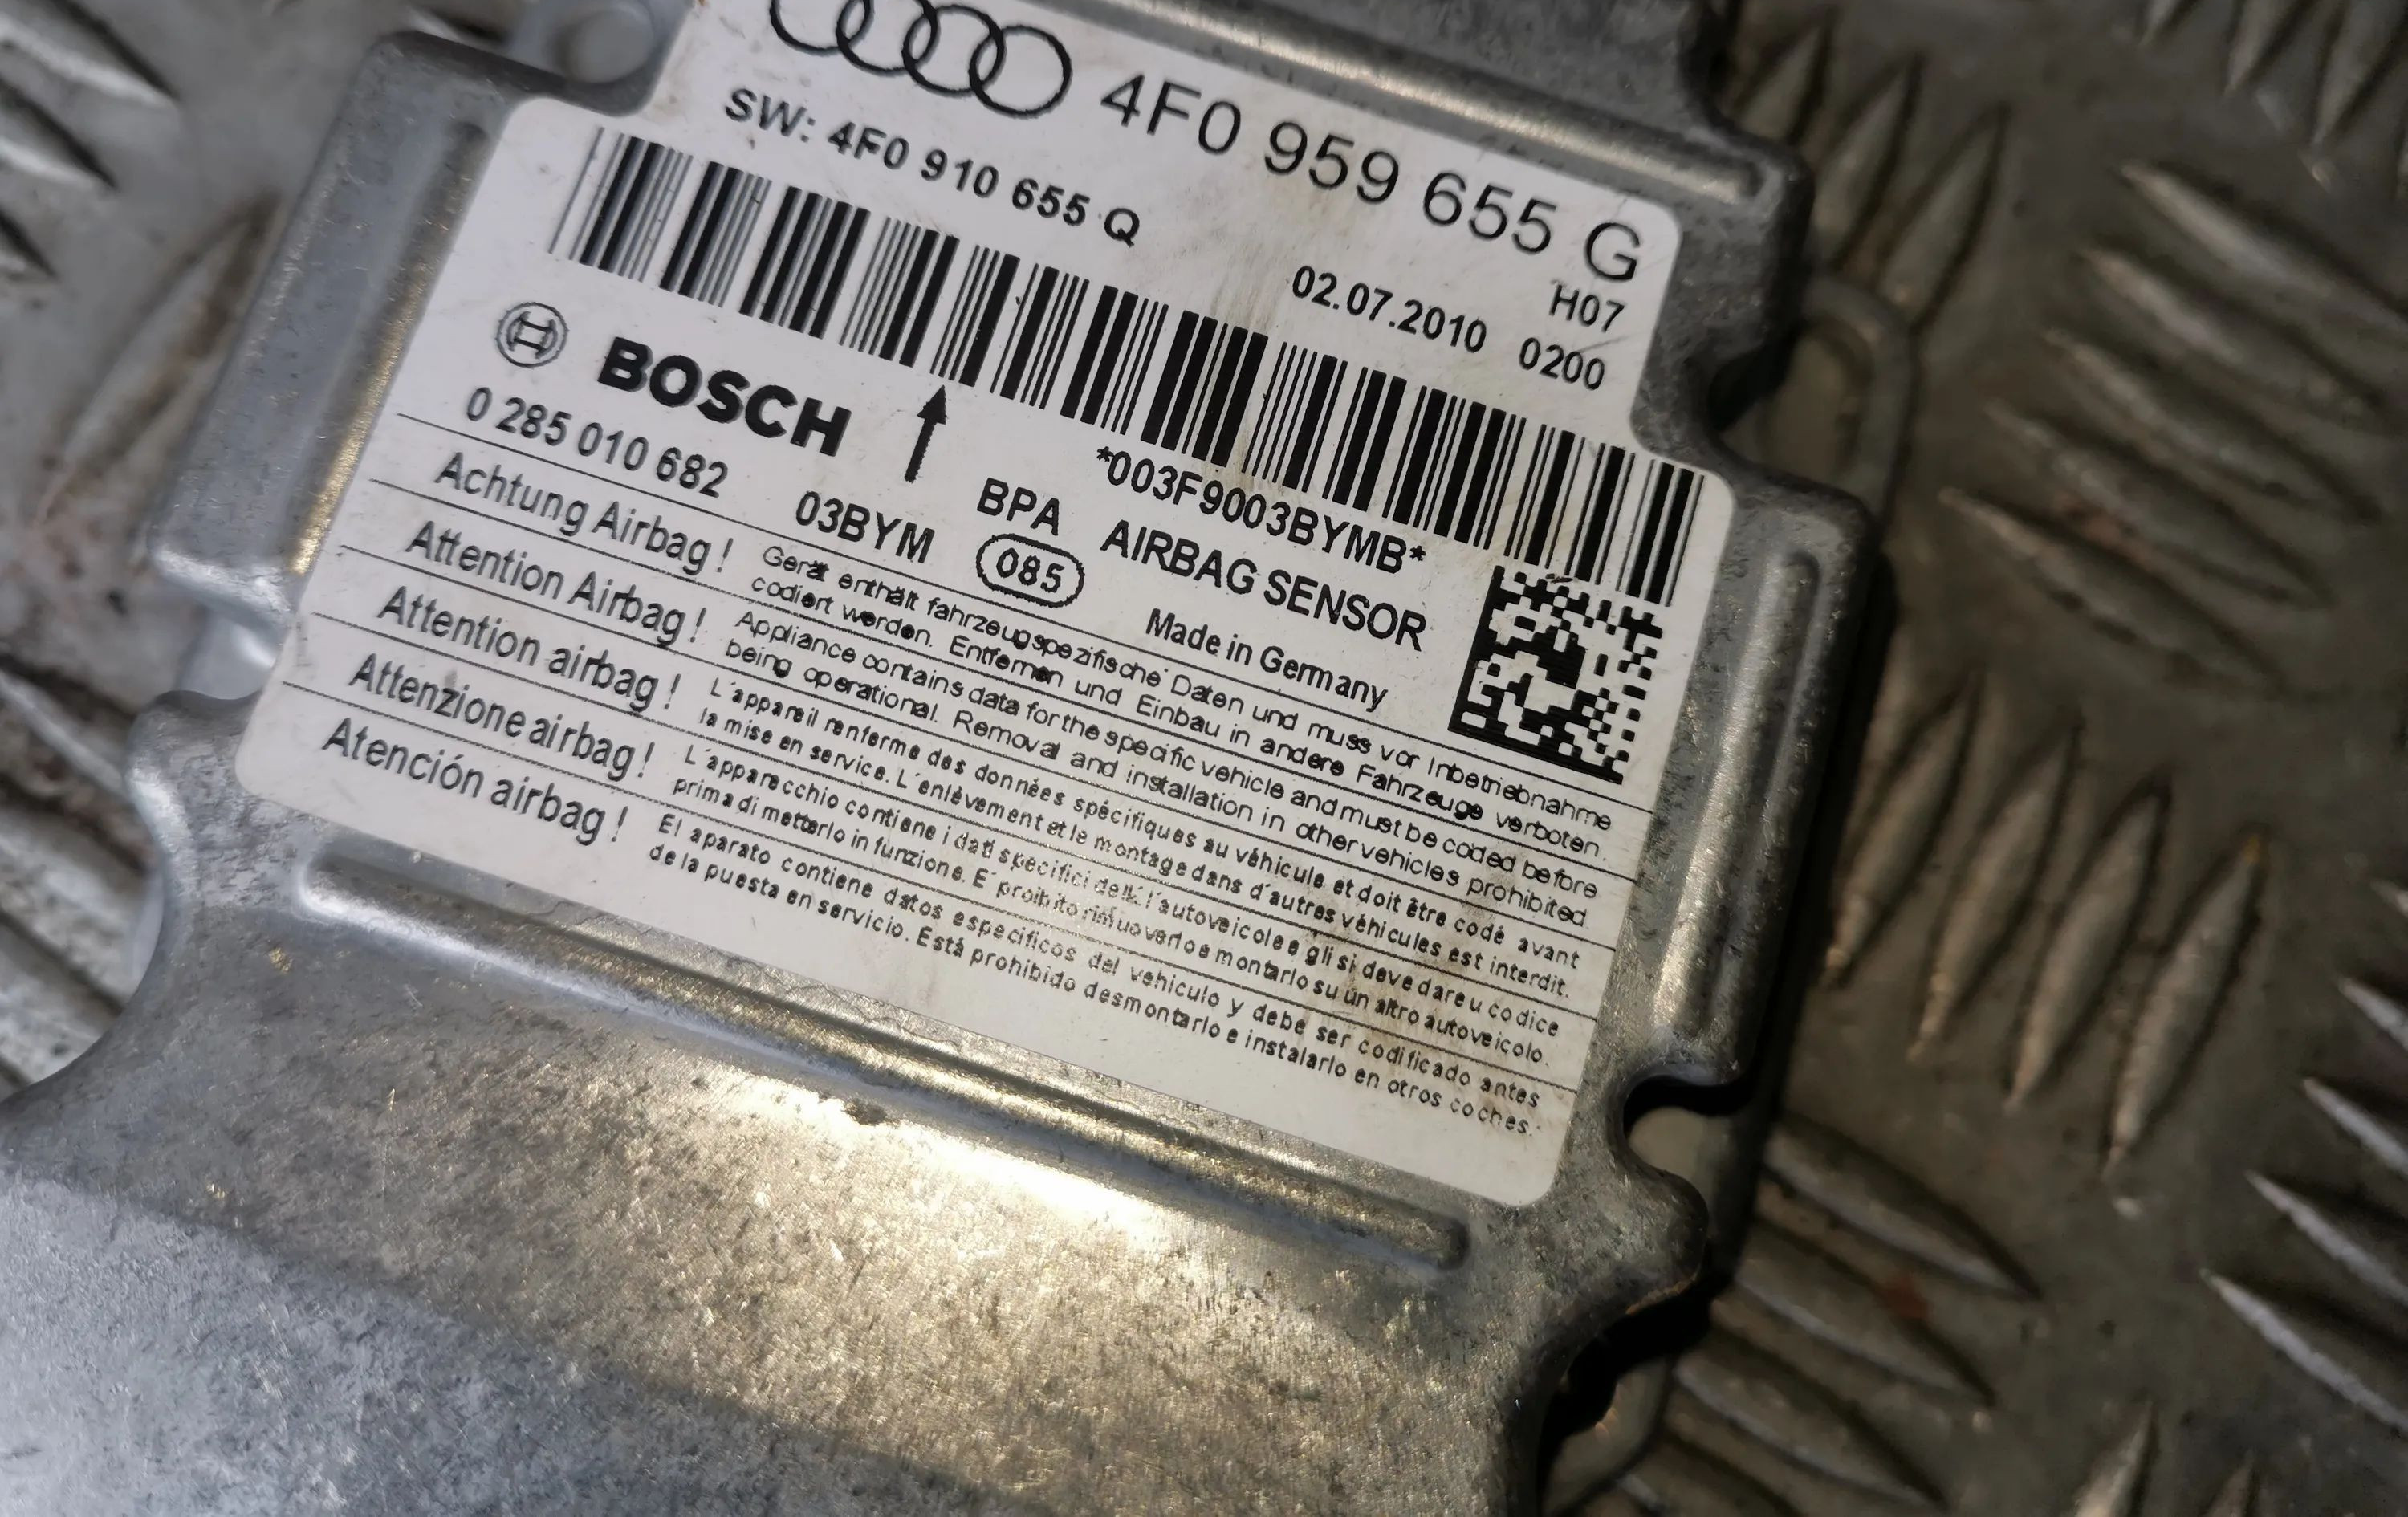 4F0 959 655 G
SW: 4F0 910 655 Q
H07
02.07.2010 0200
*003F9003BYMB*
BOSCH
0 285 010 682 03BYM
BPA AIRBAG SENSOR
085 Made in Germany
Achtung Airbag! Gerät enthält fahrzeugspezifische Daten und muss vor Inbetriebnahme
codiert werden. Entfernen und Einbau in andere Fahrzeuge verboten.
Attention Airbag! Appliance contains data for the specific vehicle and must be coded before
being operational. Removal and installation in other vehicles prohibited
Attention airbag! L´appareil renferme des données spécifiques au véhicule et doit être codé avant
la mise en service. L´enlèvement et le montage dans d´autres véhicules est interdit.
Attenzione airbag! L´apparecchio contiene i dati specifici l´autoveicolo e gli si deve dare u codice
prima di metterlo in funzione. E´ proibito rimuoverlo e montarlo su un altro autoveicolo.
Atención airbag! El aparato contiene datos especificos del vehiculo y debe ser codificado antes
de la puesta en servicio. Está prohibido desmontarlo e instalarlo en otros coches.